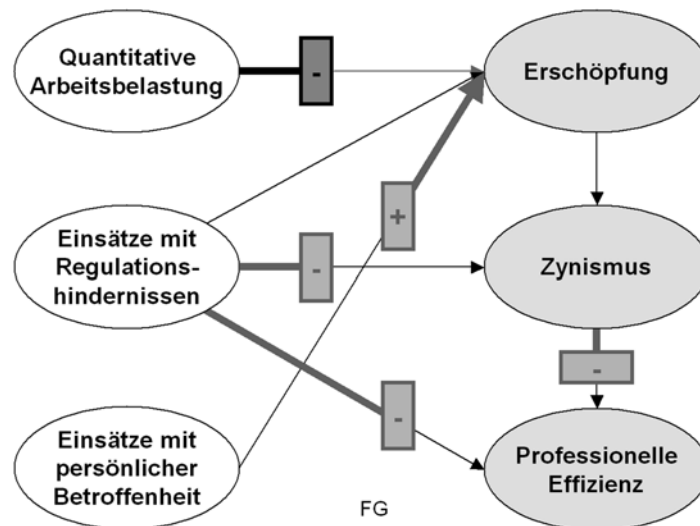 Quantitative
Arbeitsbelastung
-
Erschöpfung
+
Einsätze mit
Regulations-
hindernissen
-
Zynismus
-
-
Einsätze mit
persönlicher
Betroffenheit
Professionelle
Effizienz
FG